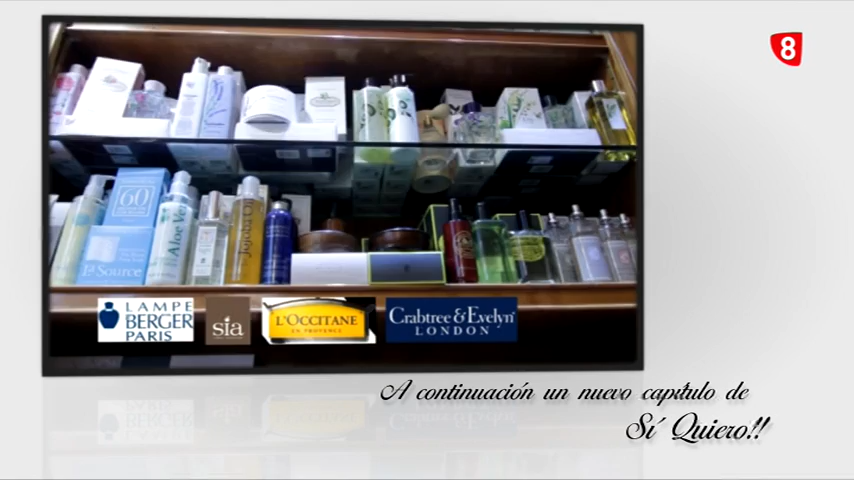 8
60
La Source
Aloe Vera
Jojoba Oil
LAMPE
BERGER
PARIS
sia
L'OCCITANE
EN PROVENCE
Crabtree & Evelyn
LONDON
A continuación un nuevo capítulo de
Sí Quiero!!